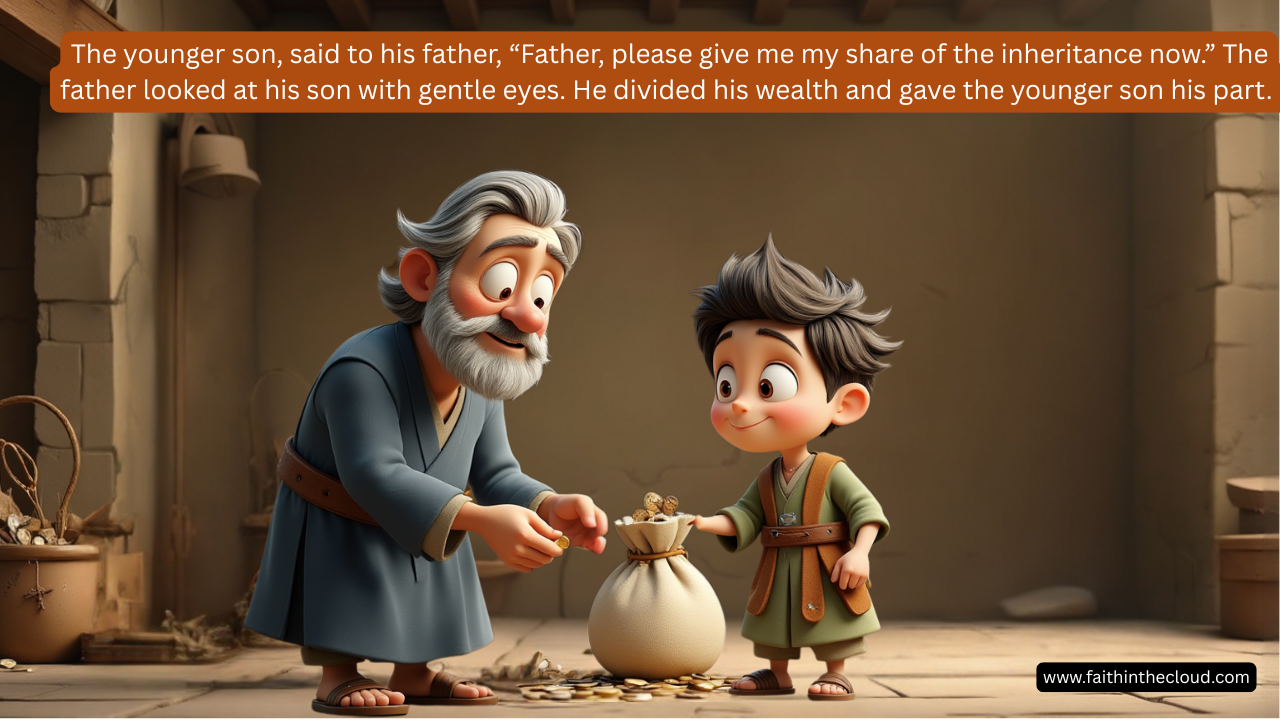 The younger son, said to his father, “Father, please give me my share of the inheritance now.” The
father looked at his son with gentle eyes. He divided his wealth and gave the younger son his part.
www.faithinthecloud.com